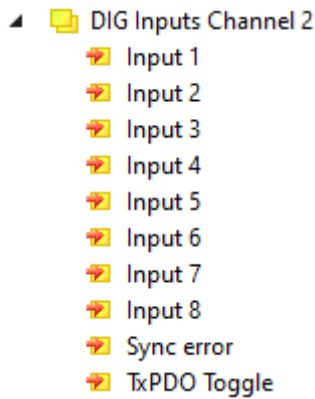 DIG Inputs Channel 2
Input 1
Input 2
Input 3
Input 4
Input 5
Input 6
Input 7
Input 8
Sync error
TxPDO Toggle